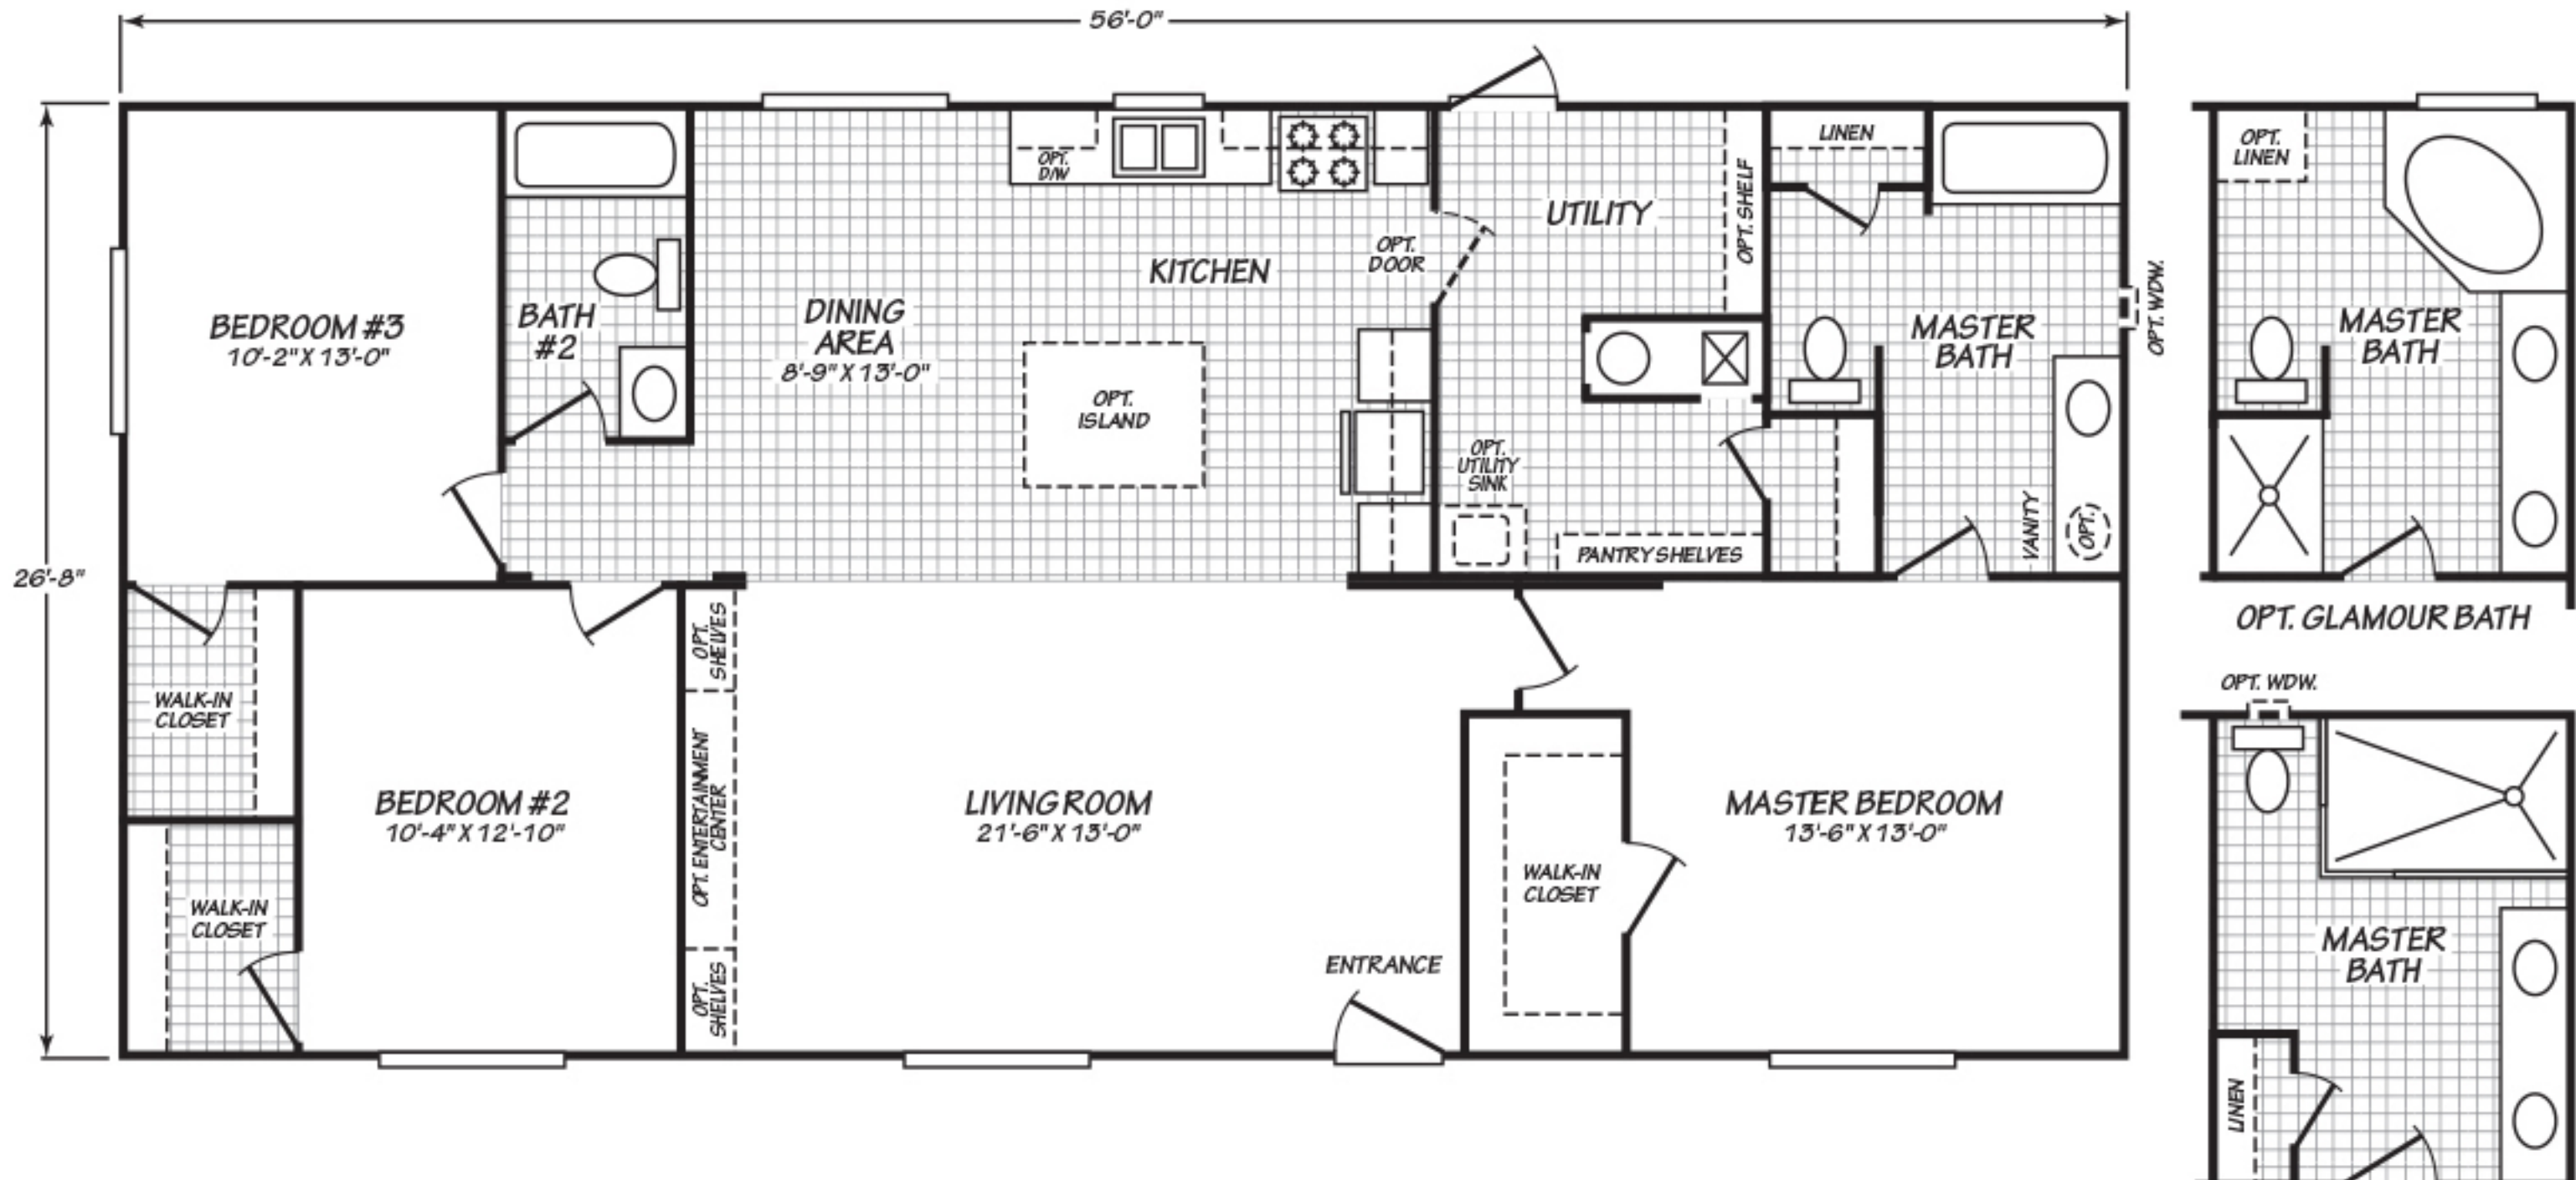 56'-0"
26'-8"
BEDROOM #3
10'-2" X 13'-0"
BATH
#2
DINING
AREA
8'-9" X 13'-0"
OPT.
D/W
KITCHEN
OPT.
ISLAND
OPT.
DOOR
UTILITY
OPT. SHELF
OPT.
UTILITY
SINK
PANTRY SHELVES
LINEN
MASTER
BATH
OPT. WDW.
VANITY
OPT.
WALK-IN
CLOSET
WALK-IN
CLOSET
BEDROOM #2
10'-4" X 12'-10"
OPT.
SHELVES
OPT. ENTERTAINMENT
CENTER
OPT.
SHELVES
LIVING ROOM
21'-6" X 13'-0"
ENTRANCE
WALK-IN
CLOSET
MASTER BEDROOM
13'-6" X 13'-0"
OPT.
LINEN
MASTER
BATH
OPT. GLAMOUR BATH
OPT. WDW.
MASTER
BATH
LINEN